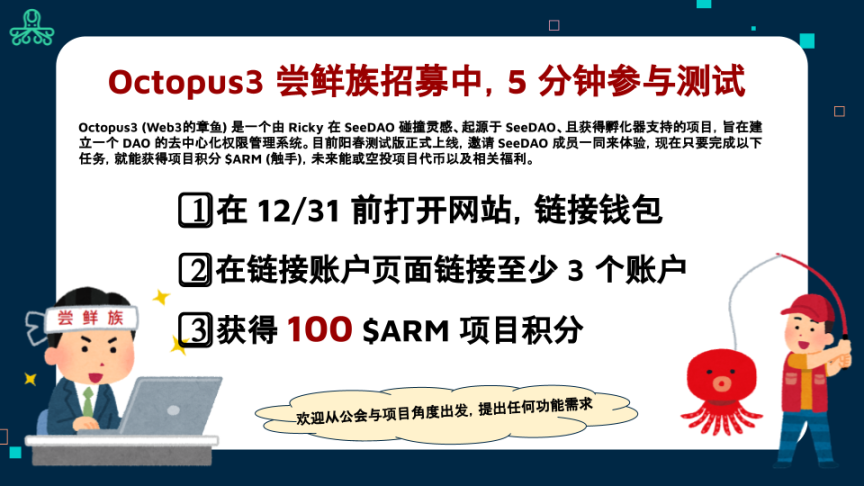 Octopus3 尝鲜族招募中，5 分钟参与测试
Octopus3 (Web3的章鱼) 是一个由 Ricky 在 SeeDAO 碰撞灵感、起源于 SeeDAO、且获得孵化器支持的项目，旨在建
立一个 DAO 的去中心化权限管理系统。目前阳春测试版正式上线，邀请 SeeDAO 成员一同来体验，现在只要完成以下
任务，就能获得项目积分 $ARM (触手)，未来能或空投项目代币以及相关福利。
1 在 12/31 前打开网站，链接钱包
2 在链接账户页面链接至少 3 个账户
3 获得 100 $ARM 项目积分
尝鲜族
欢迎从公会与项目角度出发，提出任何功能需求